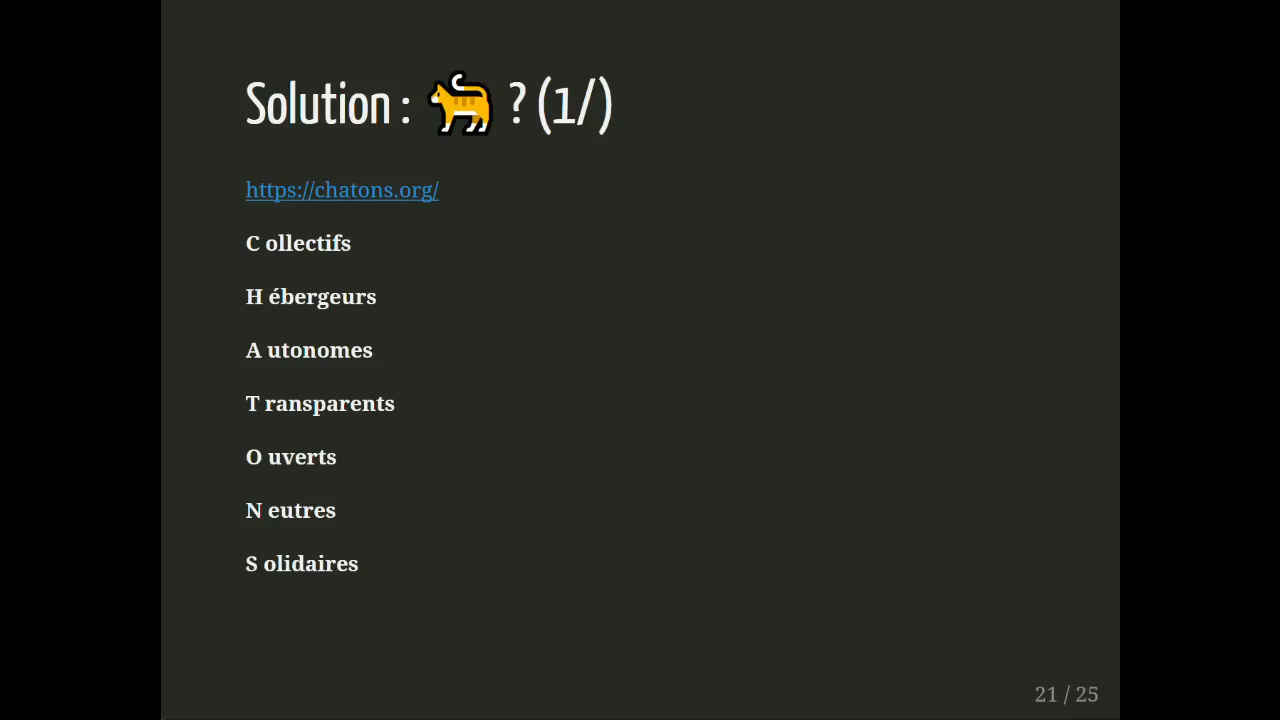 Solution : 🐈 ? (1/)
https://chatons.org/
C ollectifs
H ébergeurs
A utonomes
T ransparents
O uverts
N eutres
S olidaires
21 / 25